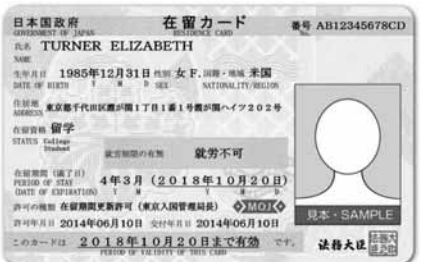 日本国政府 在留カード 番号 AB12345678CD
GOVERNMENT OF JAPAN RESIDENCE CARD No.
氏名 TURNER ELIZABETH
NAME
生年月日 1985年12月31日 性別 女 F. 国籍・地域 米国
DATE OF BIRTH Y M D SEX NATIONALITY/REGION
住居地 東京都千代田区霞が関1丁目1番1号霞が関ハイツ202号
ADDRESS
在留資格 留学
STATUS College Student
就労制限の有無 就労不可
在留期間(満了日) 4年3月(2018年10月20日)
PERIOD OF STAY
(DATE OF EXPIRATION) Y M Y M D
許可の種類 在留期間更新許可(東京入国管理局長) MOJ
許可年月日 2014年06月10日 交付年月日 2014年06月10日
見本・SAMPLE
このカードは 2018年10月20日まで有効 です。
PERIOD OF VALIDITY OF THIS CARD
法務大臣